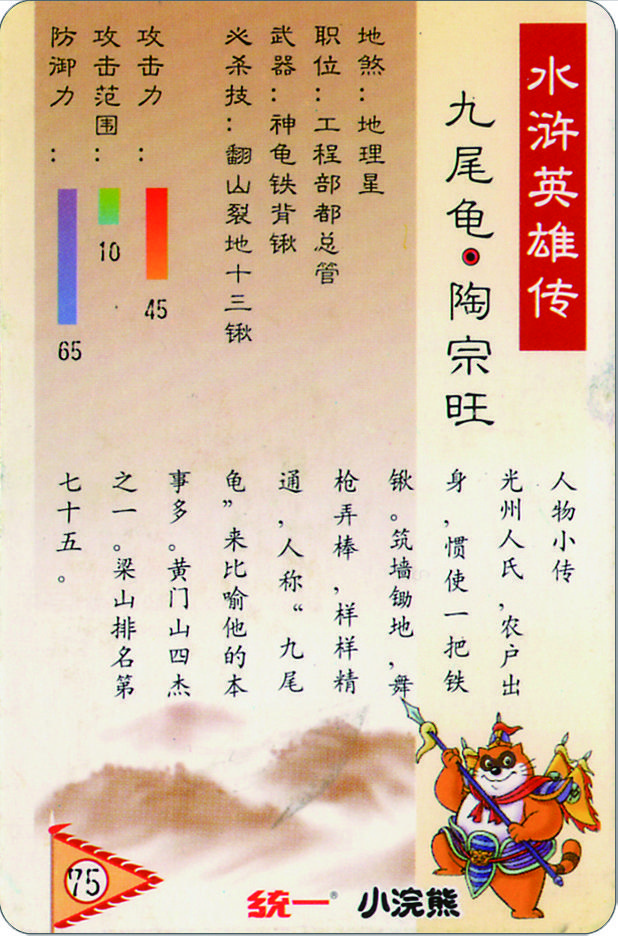 水浒英雄传
九尾龟·陶宗旺
地煞：地理星
职位：工程部都总管
武器：神龟铁背锹
必杀技：翻山裂地十三锹
攻击力：
45
攻击范围：
10
防御力：
65
人物小传
光州人氏，农户出
身，惯使一把铁
锹。筑墙锄地，舞
枪弄棒，样样精
通，人称“九尾
龟”来比喻他的本
事多。黄门山四杰
之一。梁山排名第
七十五。
75
统一®
小浣熊